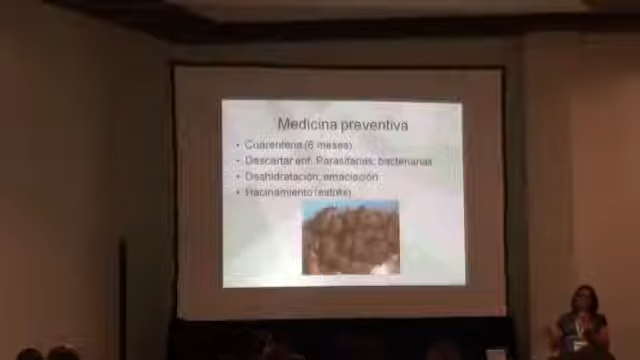 Medicina preventiva
• Cuarentena (6 meses)
• Descartar enf. Parasitarias; bacterianas
• Deshidratación; emaciación
• Hacinamiento (estrés)